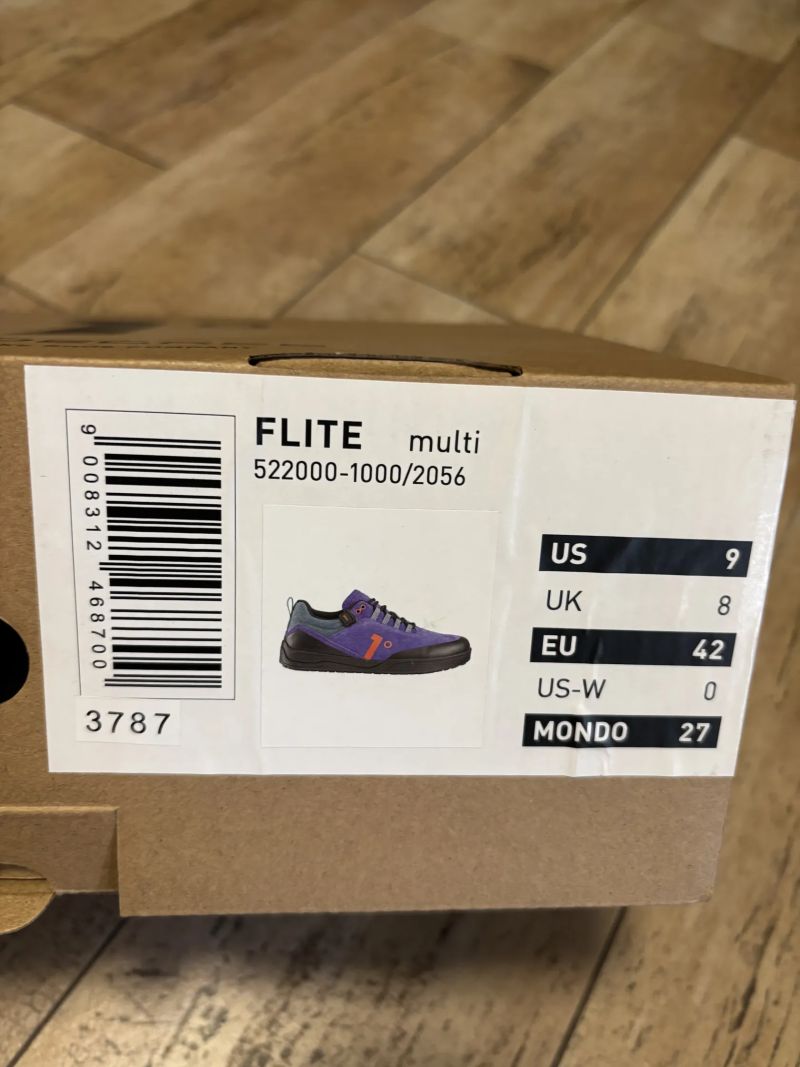 FLITE multi
522000-1000/2056
9 008312 468700
3787
1°
US 9
UK 8
EU 42
US-W 0
MONDO 27